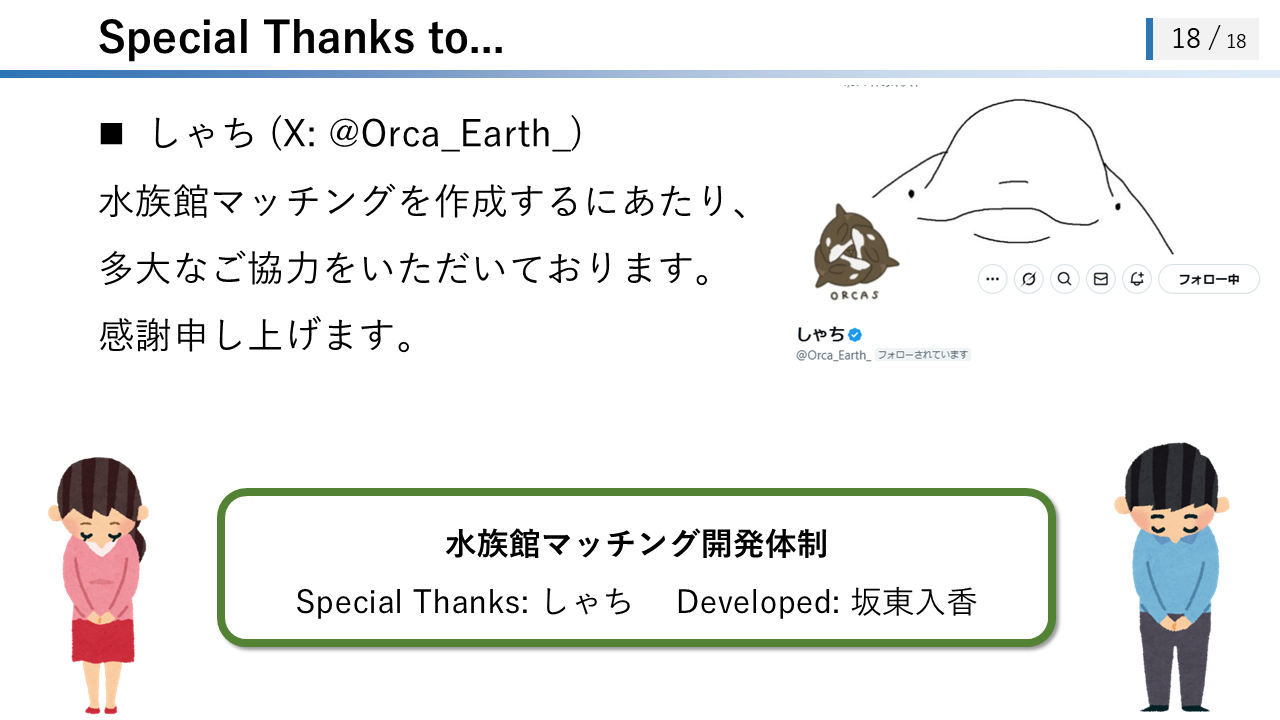 Special Thanks to...
18 / 18
■ しゃち (X: @Orca_Earth_)
水族館マッチングを作成するにあたり、
多大なご協力をいただいております。
感謝申し上げます。
ORCAS
フォロー中
しゃち
@Orca_Earth_ フォローされています
水族館マッチング開発体制
Special Thanks: しゃち Developed: 坂東入香